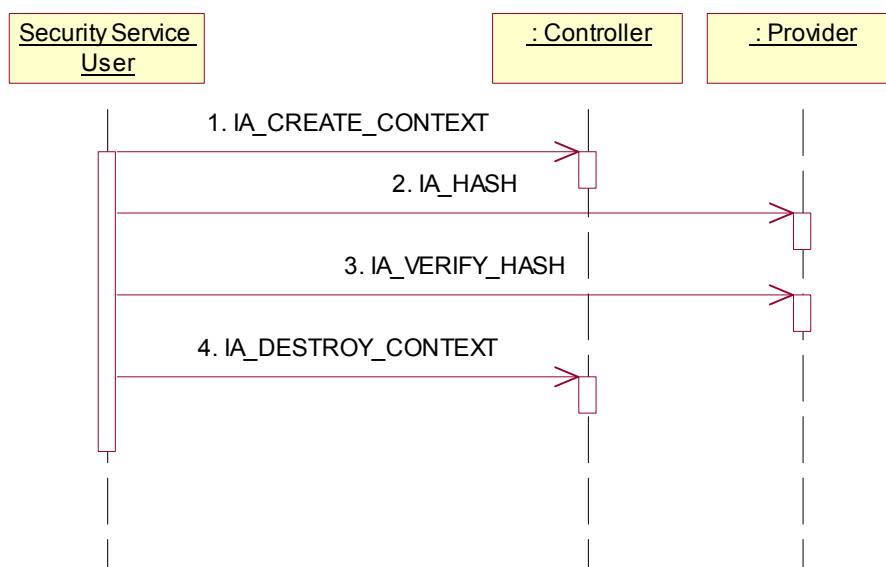 Security Service
User
: Controller
: Provider
1. IA_CREATE_CONTEXT
2. IA_HASH
3. IA_VERIFY_HASH
4. IA_DESTROY_CONTEXT